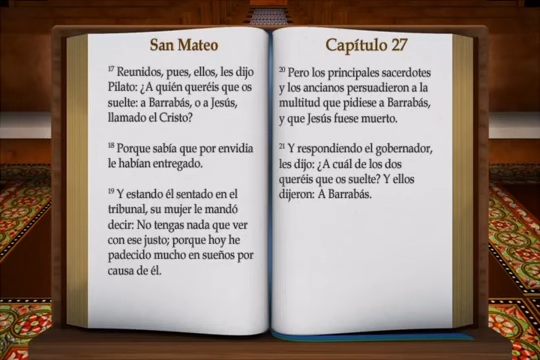 San Mateo
17 Reunidos, pues, ellos, les dijo
Pilato: ¿A quién queréis que os
suelte: a Barrabás, o a Jesús,
llamado el Cristo?
18 Porque sabía que por envidia
le habían entregado.
19 Y estando él sentado en el
tribunal, su mujer le mandó
decir: No tengas nada que ver
con ese justo; porque hoy he
padecido mucho en sueños por
causa de él.
Capítulo 27
20 Pero los principales sacerdotes
y los ancianos persuadieron a la
multitud que pidiese a Barrabás,
y que Jesús fuese muerto.
21 Y respondiendo el gobernador,
les dijo: ¿A cuál de los dos
queréis que os suelte? Y ellos
dijeron: A Barrabás.